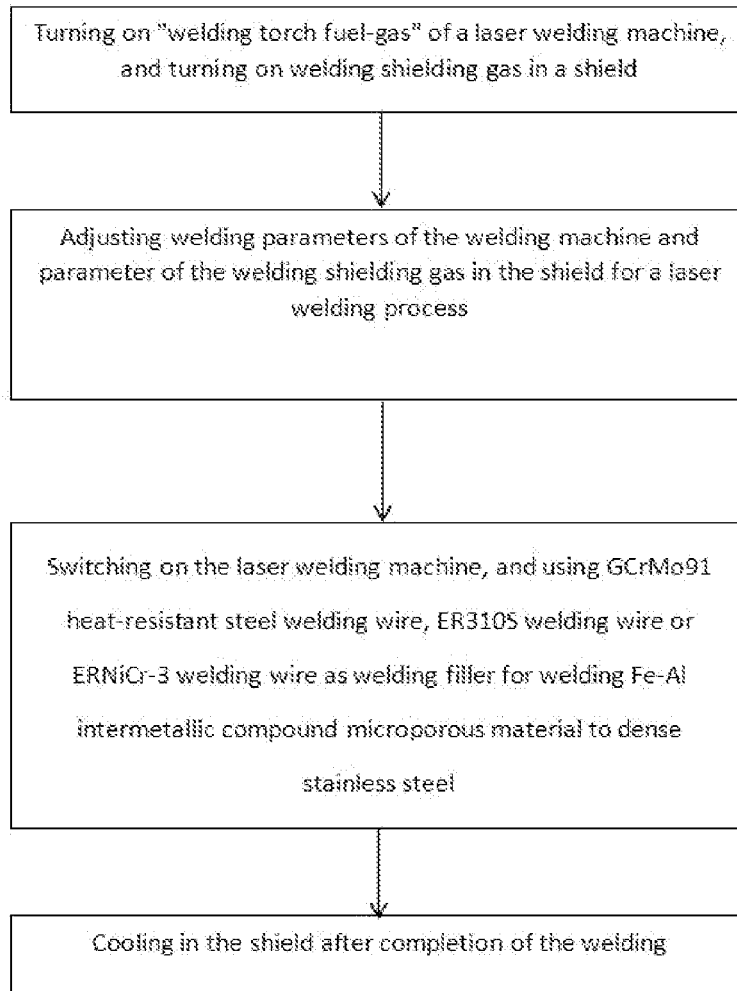 Turning on "welding torch fuel-gas" of a laser welding machine,
and turning on welding shielding gas in a shield
Adjusting welding parameters of the welding machine and
parameter of the welding shielding gas in the shield for a laser
welding process
Switching on the laser welding machine, and using GCrMo91
heat-resistant steel welding wire, ER310S welding wire or
ERNiCr-3 welding wire as welding filler for welding Fe-Al
intermetallic compound microporous material to dense
stainless steel
Cooling in the shield after completion of the welding